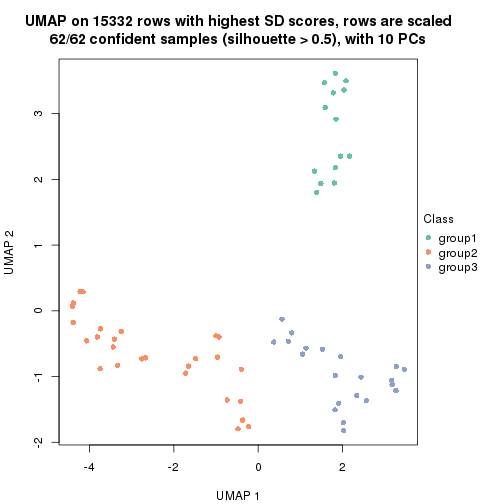 UMAP on 15332 rows with highest SD scores, rows are scaled
62/62 confident samples (silhouette > 0.5), with 10 PCs
3
2
1
0
-1
-2
UMAP 2
-4
-2
0
2
UMAP 1
Class
group1
group2
group3